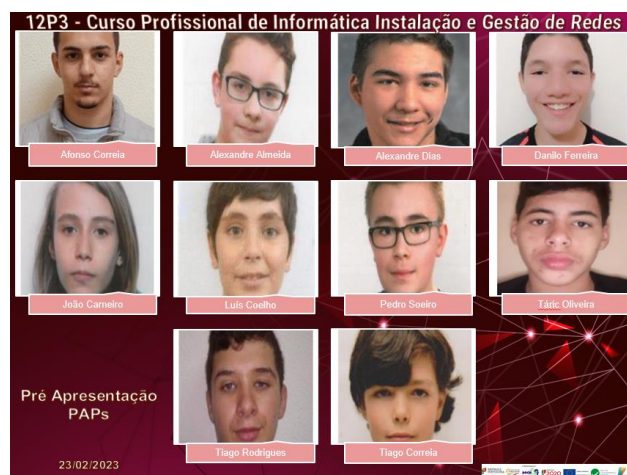 12P3 - Curso Profissional de Informática Instalação e Gestão de Redes
Afonso Correia
Alexandre Almeida
Alexandre Dias
Danilo Ferreira
João Carneiro
Luís Coelho
Pedro Soeiro
Táric Oliveira
Pré Apresentação
PAPs
Tiago Rodrigues
Tiago Correia
23/02/2023
2020